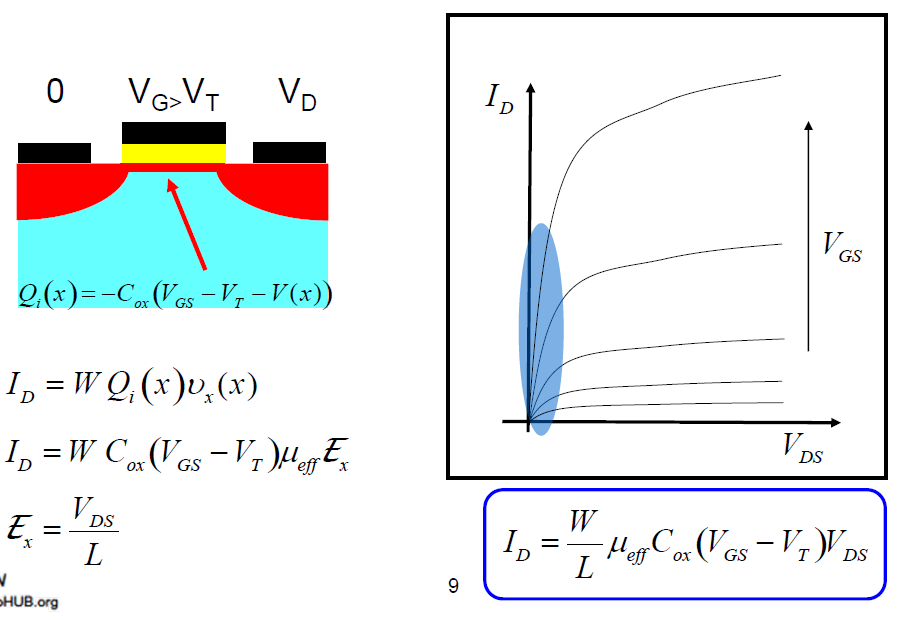 0 V_G>V_T V_D
Q_i(x) = −C_ox(V_GS − V_T − V(x))
I_D = W Q_i(x)υ_x(x)
I_D = W C_ox(V_GS − V_T)μ_eff ℰ_x
ℰ_x = V_DS / L
I_D
V_GS
V_DS
I_D = W/L μ_eff C_ox(V_GS − V_T)V_DS
9
oHUB.org